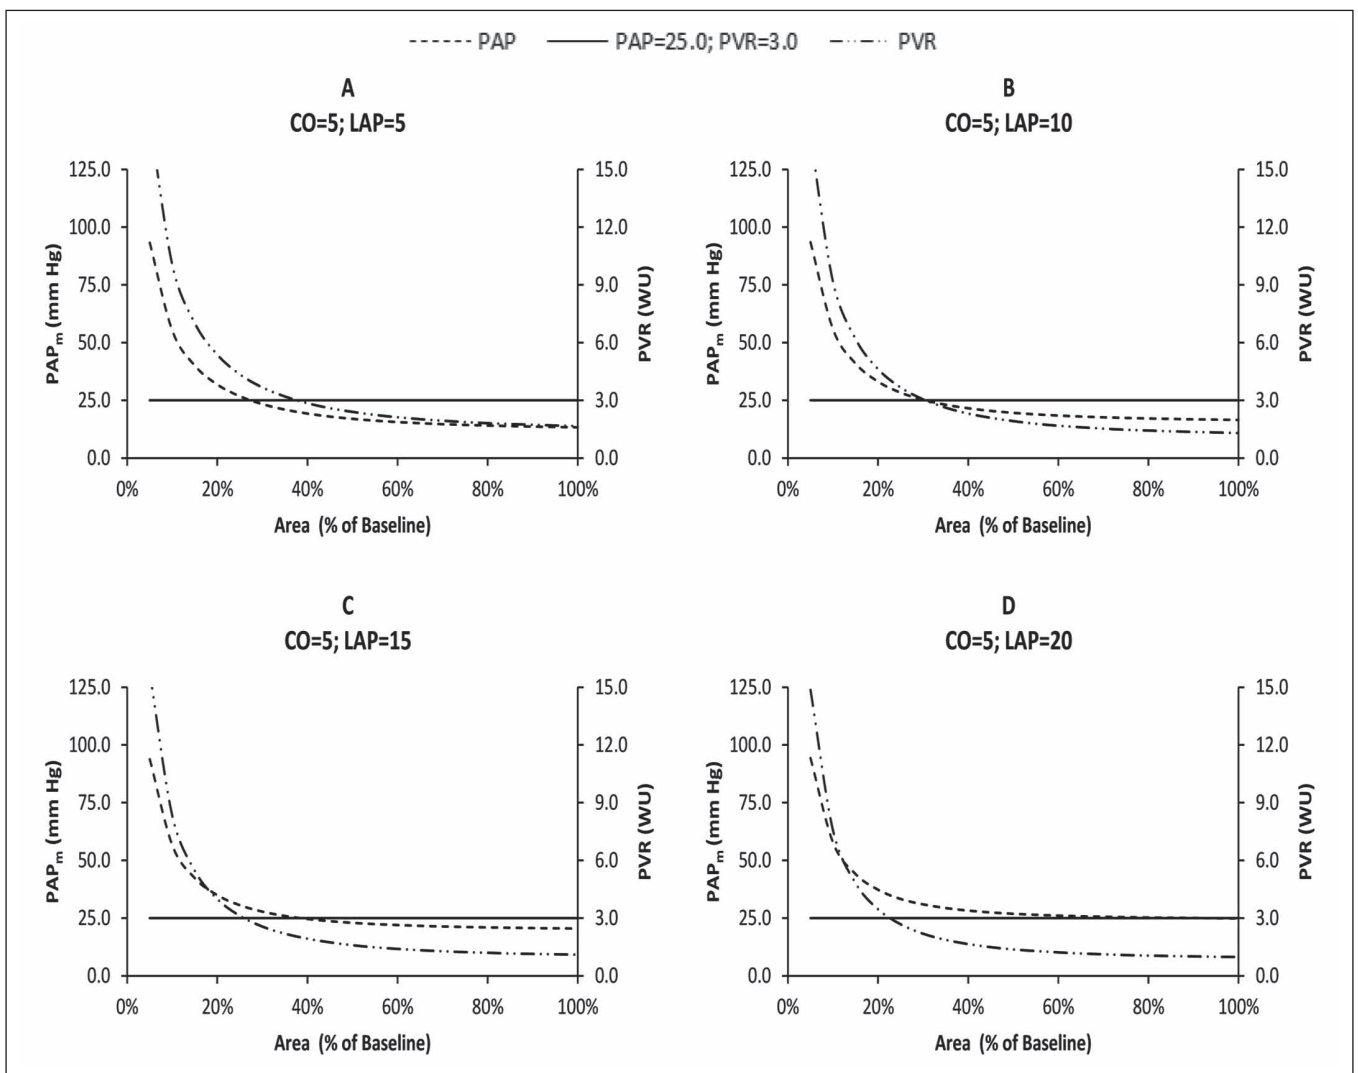 PAP PAP=25.0; PVR=3.0 PVR
A
CO=5; LAP=5
125.0
100.0
75.0
50.0
25.0
0.0
PAPm (mm Hg)
15.0
12.0
9.0
6.0
3.0
0.0
PVR (WU)
0% 20% 40% 60% 80% 100%
Area (% of Baseline)
B
CO=5; LAP=10
125.0
100.0
75.0
50.0
25.0
0.0
PAPm (mm Hg)
15.0
12.0
9.0
6.0
3.0
0.0
PVR (WU)
0% 20% 40% 60% 80% 100%
Area (% of Baseline)
C
CO=5; LAP=15
125.0
100.0
75.0
50.0
25.0
0.0
PAPm (mm Hg)
15.0
12.0
9.0
6.0
3.0
0.0
PVR (WU)
0% 20% 40% 60% 80% 100%
Area (% of Baseline)
D
CO=5; LAP=20
125.0
100.0
75.0
50.0
25.0
0.0
PAPm (mm Hg)
15.0
12.0
9.0
6.0
3.0
0.0
PVR (WU)
0% 20% 40% 60% 80% 100%
Area (% of Baseline)